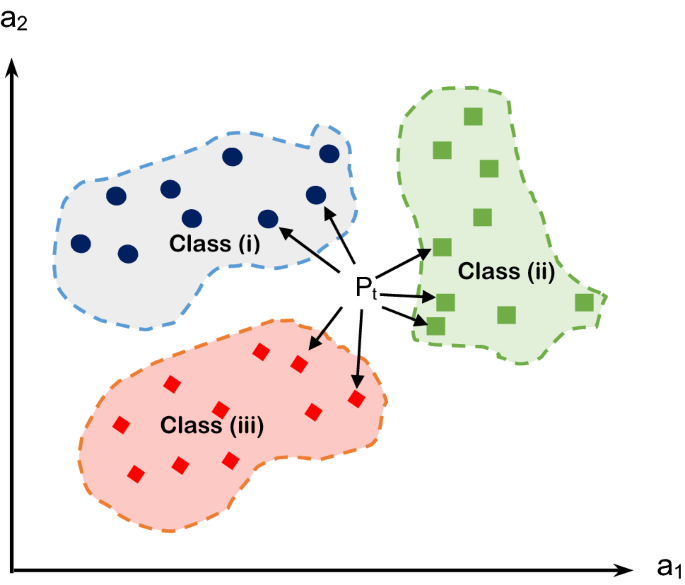 a2
Class (i)
Class (ii)
Pt
Class (iii)
a1